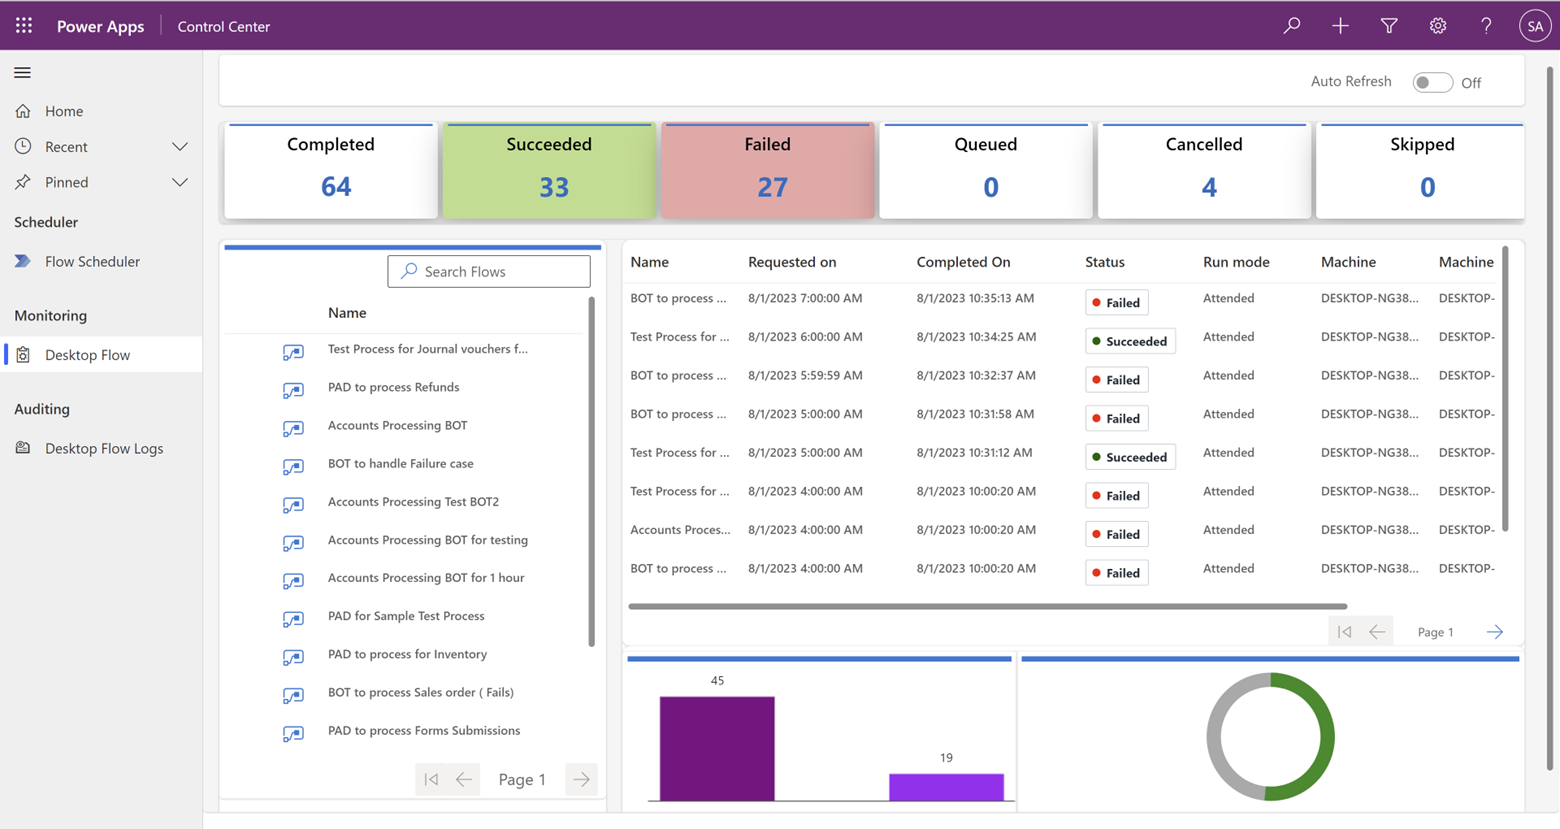 Power Apps Control Center SA
Auto Refresh Off
Home
Recent
Pinned
Scheduler
Flow Scheduler
Monitoring
Desktop Flow
Auditing
Desktop Flow Logs
Completed Succeeded Failed Queued Cancelled Skipped
64 33 27 0 4 0
Search Flows
Name
Test Process for Journal vouchers f...
PAD to process Refunds
Accounts Processing BOT
BOT to handle Failure case
Accounts Processing Test BOT2
Accounts Processing BOT for testing
Accounts Processing BOT for 1 hour
PAD for Sample Test Process
PAD to process for Inventory
BOT to process Sales order ( Fails)
PAD to process Forms Submissions
Page 1
Name Requested on Completed On Status Run mode Machine Machine
BOT to process ... 8/1/2023 7:00:00 AM 8/1/2023 10:35:13 AM Failed Attended DESKTOP-NG38... DESKTOP-
Test Process for ... 8/1/2023 6:00:00 AM 8/1/2023 10:34:25 AM Succeeded Attended DESKTOP-NG38... DESKTOP-
BOT to process ... 8/1/2023 5:59:59 AM 8/1/2023 10:32:37 AM Failed Attended DESKTOP-NG38... DESKTOP-
BOT to process ... 8/1/2023 5:00:00 AM 8/1/2023 10:31:58 AM Failed Attended DESKTOP-NG38... DESKTOP-
Test Process for ... 8/1/2023 5:00:00 AM 8/1/2023 10:31:12 AM Succeeded Attended DESKTOP-NG38... DESKTOP-
Test Process for ... 8/1/2023 4:00:00 AM 8/1/2023 10:00:20 AM Failed Attended DESKTOP-NG38... DESKTOP-
Accounts Proces... 8/1/2023 4:00:00 AM 8/1/2023 10:00:20 AM Failed Attended DESKTOP-NG38... DESKTOP-
BOT to process ... 8/1/2023 4:00:00 AM 8/1/2023 10:00:20 AM Failed Attended DESKTOP-NG38... DESKTOP-
Page 1
45
19